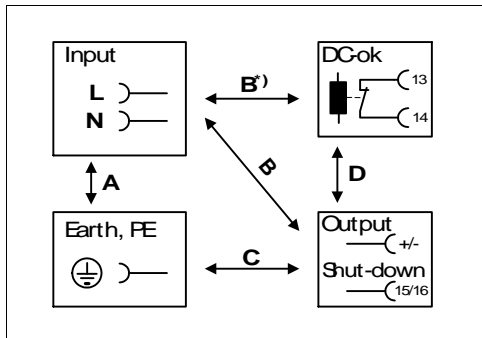 Input
L
N
B*)
DC-ok
13
14
A
B
D
Earth, PE
C
Output
+/-
Shut-down
15/16